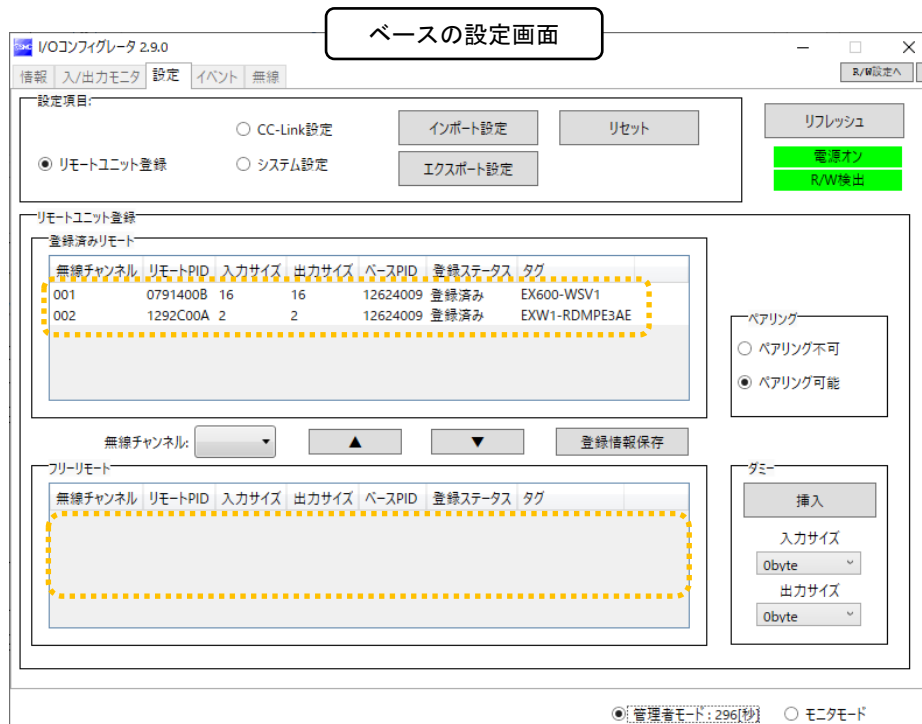 ベースの設定画面
SMC I/Oコンフィグレータ 2.9.0
情報 入/出力モニタ 設定 イベント 無線
R/W設定へ
設定項目:
CC-Link設定 インポート設定 リセット リフレッシュ
リモートユニット登録 システム設定 エクスポート設定
電源オン
R/W検出
リモートユニット登録
登録済みリモート
無線チャンネル リモートPID 入力サイズ 出力サイズ ベースPID 登録ステータス タグ
001 0791400B 16 16 12624009 登録済み EX600-WSV1
002 1292C00A 2 2 12624009 登録済み EXW1-RDMPE3AE
ペアリング
ペアリング不可
ペアリング可能
無線チャンネル: ▲ ▼ 登録情報保存
フリーリモート
無線チャンネル リモートPID 入力サイズ 出力サイズ ベースPID 登録ステータス タグ
ダミー
挿入
入力サイズ
0byte
出力サイズ
0byte
管理者モード:296[秒] モニタモード